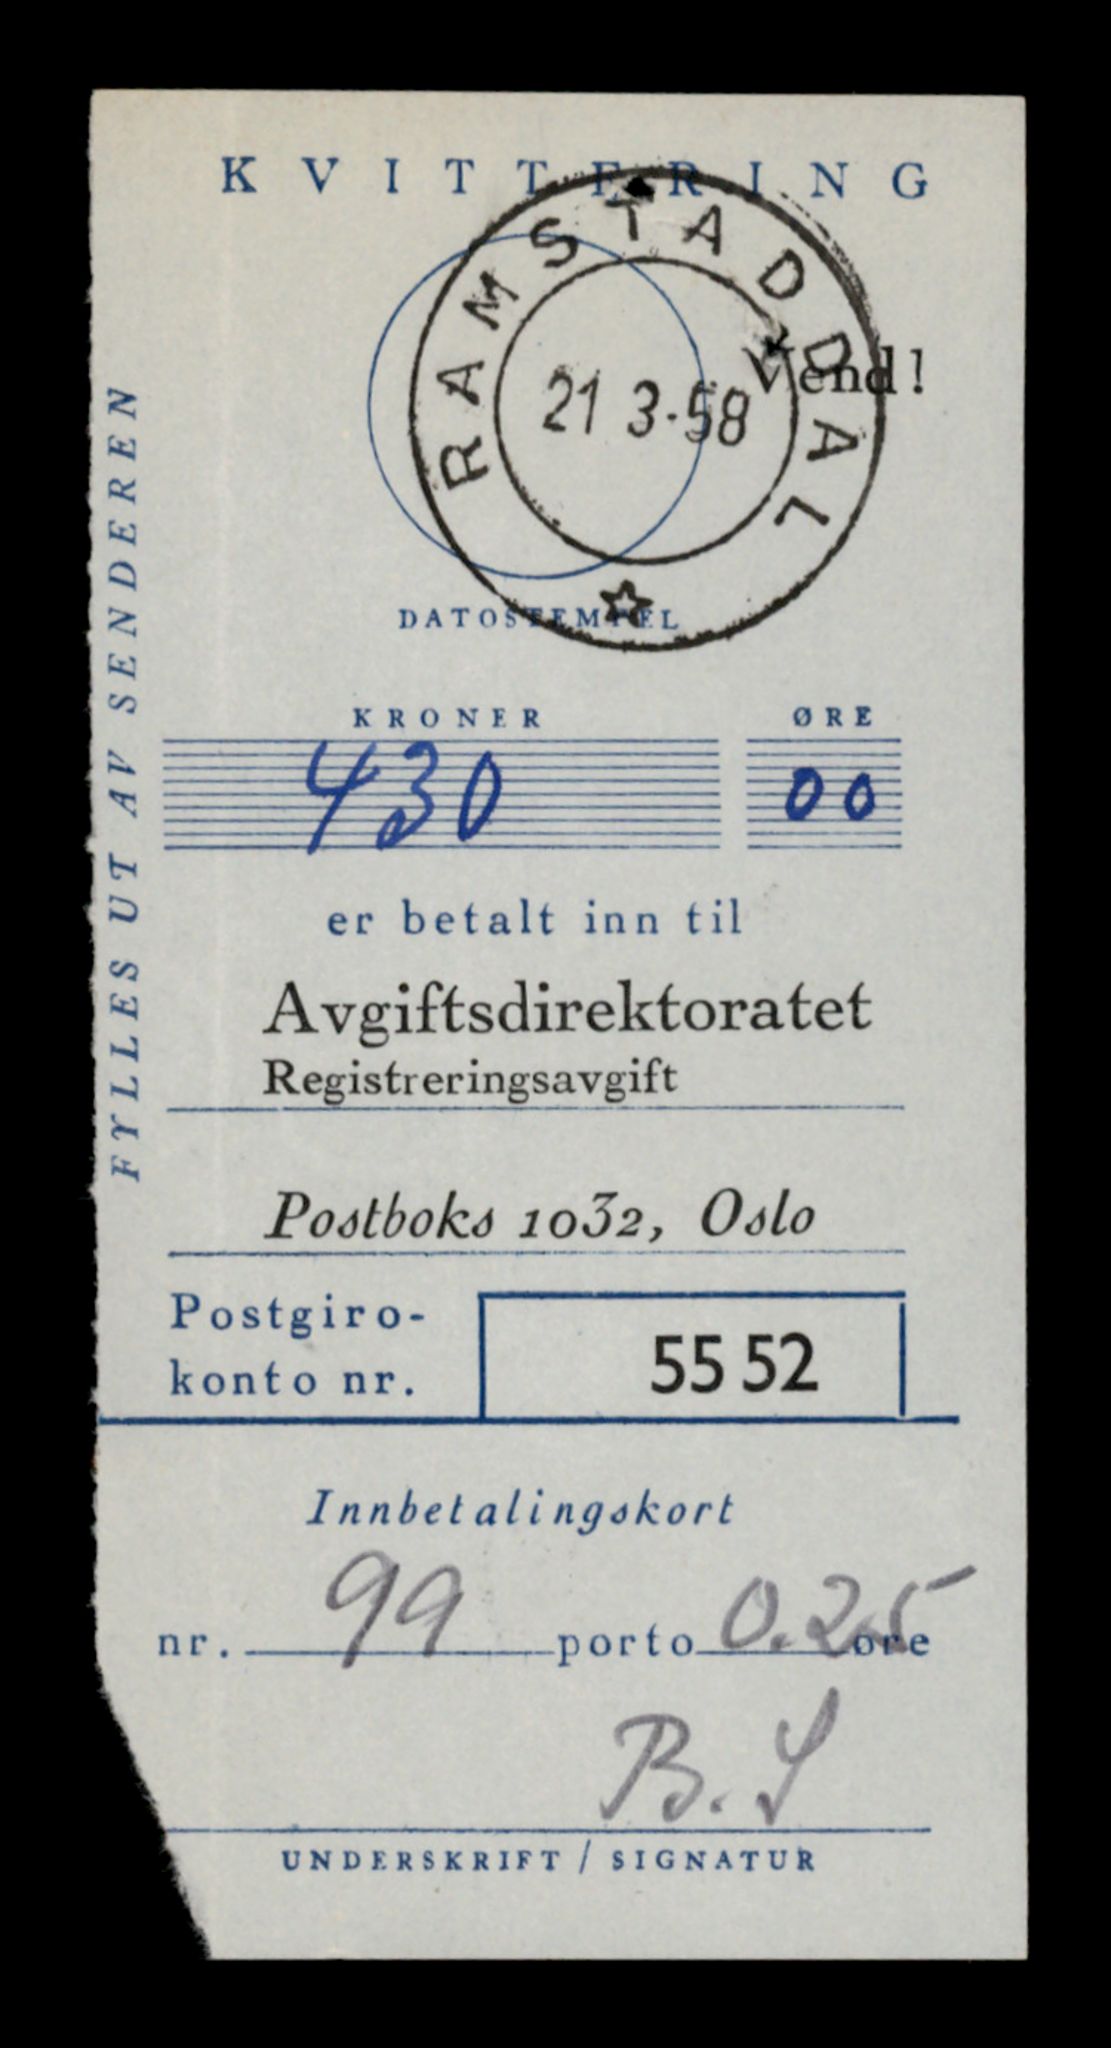 KVITTERING
RAMSTADDAL
21 3-58
Vend!
DATOSTEMPEL
FYLLES UT AV SENDEREN
KRONER ØRE
430 00
er betalt inn til
Avgiftsdirektoratet
Registreringsavgift
Postboks 1032, Oslo
Postgiro-
konto nr. 55 52
Innbetalingskort
nr. 99 porto 0.25 øre
B. S
UNDERSKRIFT / SIGNATUR